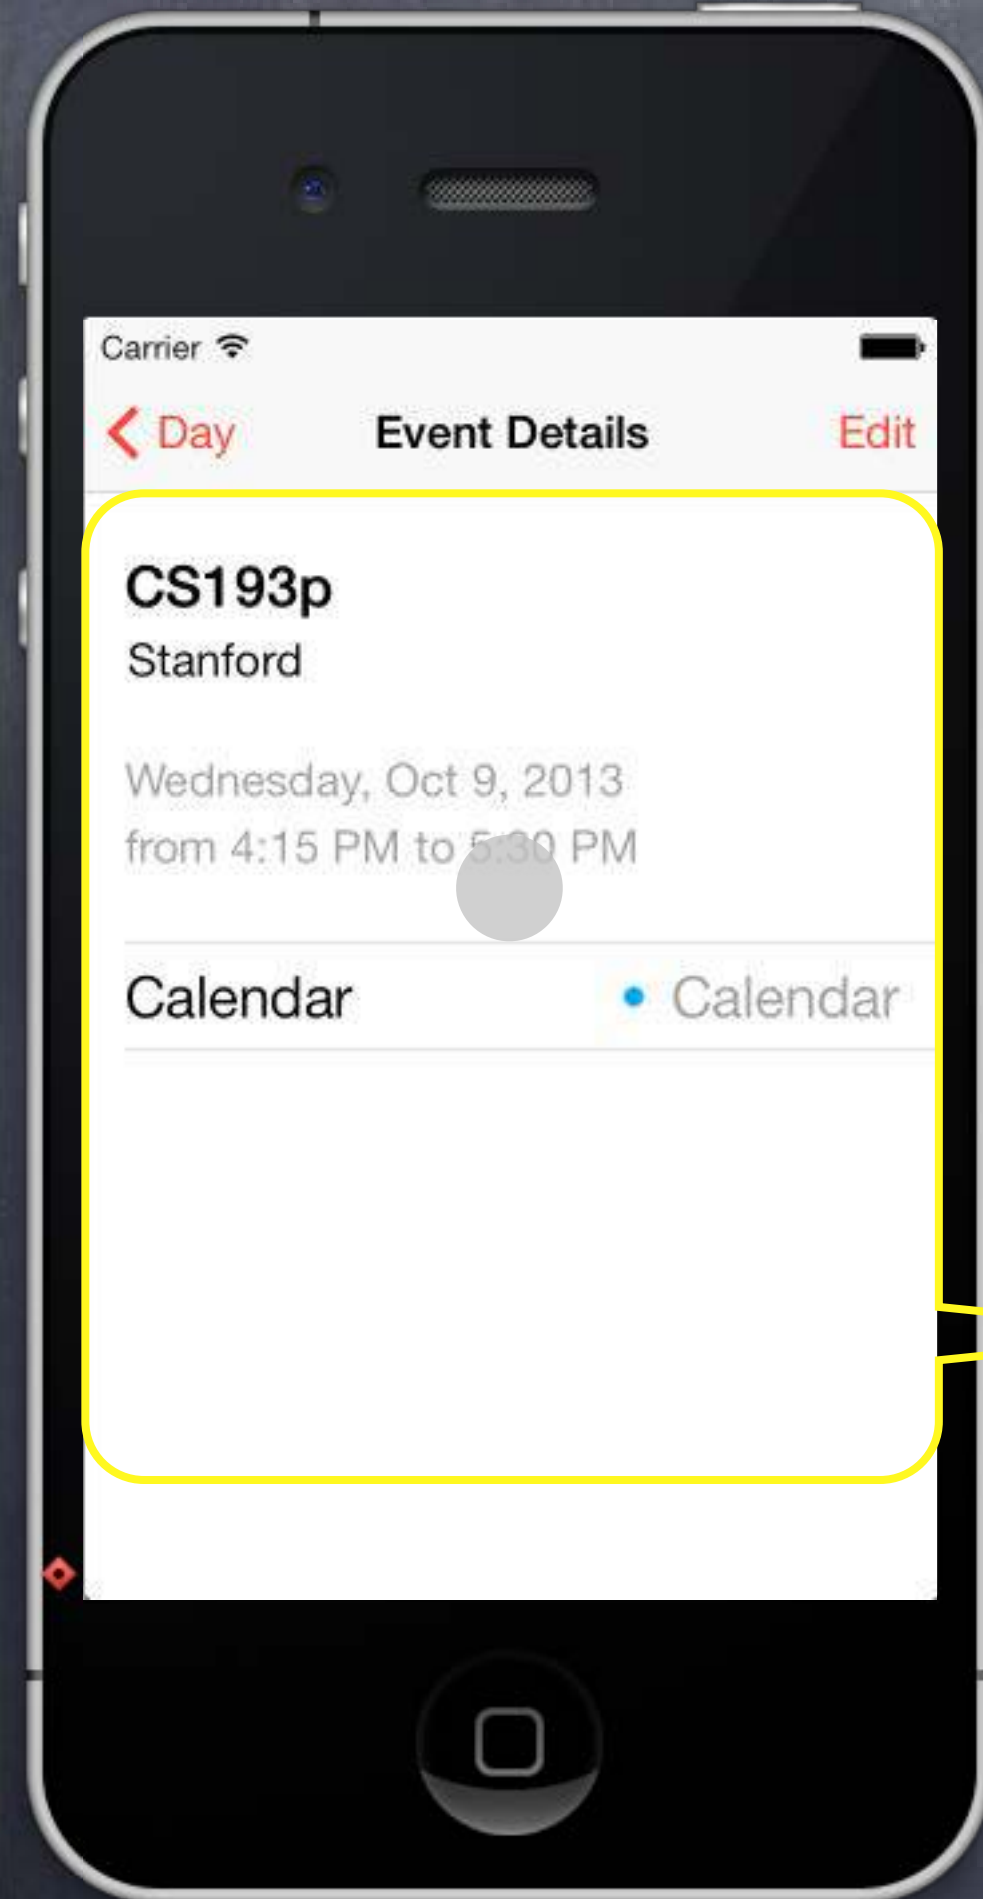 Carrier
Day Event Details Edit
CS193p
Stanford
Wednesday, Oct 9, 2013
from 4:15 PM to 5:30 PM
Calendar • Calendar